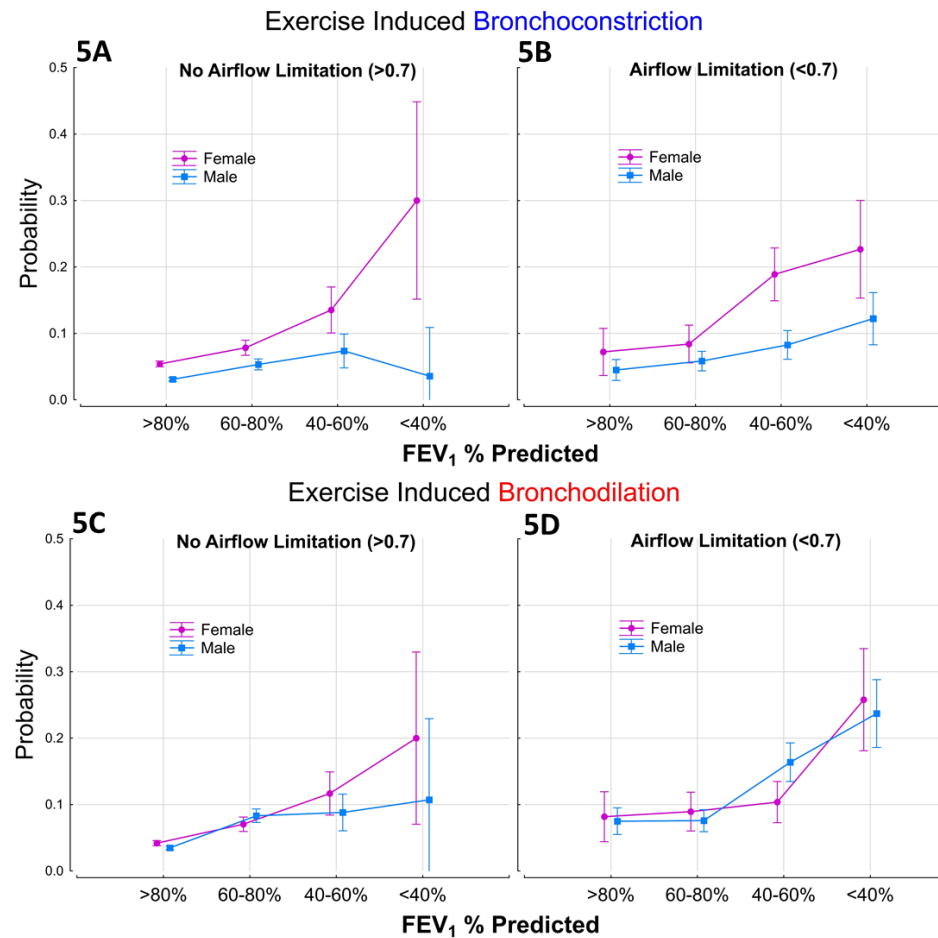 Exercise Induced Bronchoconstriction
5A
No Airflow Limitation (>0.7)
0.5
0.4
0.3
0.2
0.1
0.0
Probability
Female
Male
>80%
60-80%
40-60%
<40%
FEV₁ % Predicted
5B
Airflow Limitation (<0.7)
Female
Male
>80%
60-80%
40-60%
<40%
FEV₁ % Predicted
Exercise Induced Bronchodilation
5C
No Airflow Limitation (>0.7)
0.5
0.4
0.3
0.2
0.1
0.0
Probability
Female
Male
>80%
60-80%
40-60%
<40%
FEV₁ % Predicted
5D
Airflow Limitation (<0.7)
Female
Male
>80%
60-80%
40-60%
<40%
FEV₁ % Predicted